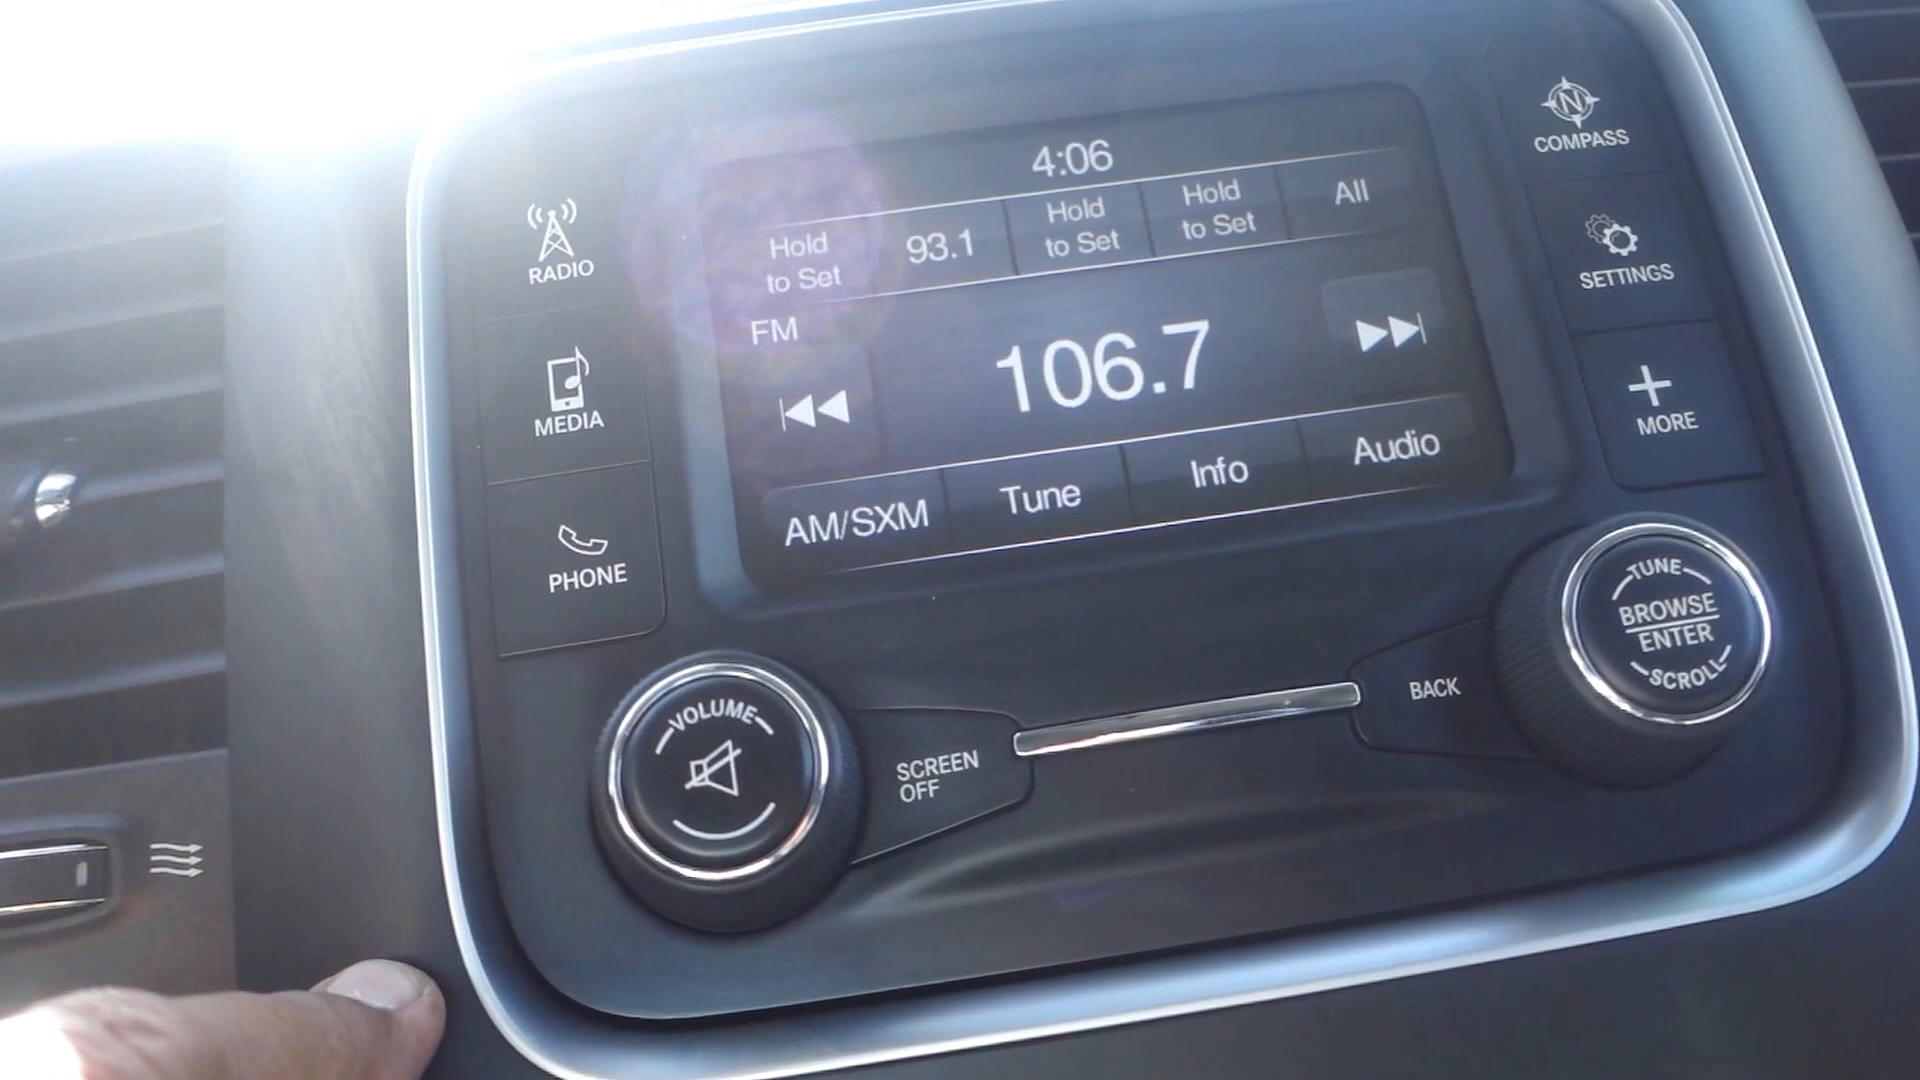 4:06
Hold
to Set
93.1
Hold
to Set
Hold
to Set
All
FM
106.7
AM/SXM
Tune
Info
Audio
RADIO
MEDIA
PHONE
N
COMPASS
SETTINGS
MORE
VOLUME
SCREEN
OFF
BACK
TUNE
BROWSE
ENTER
SCROLL